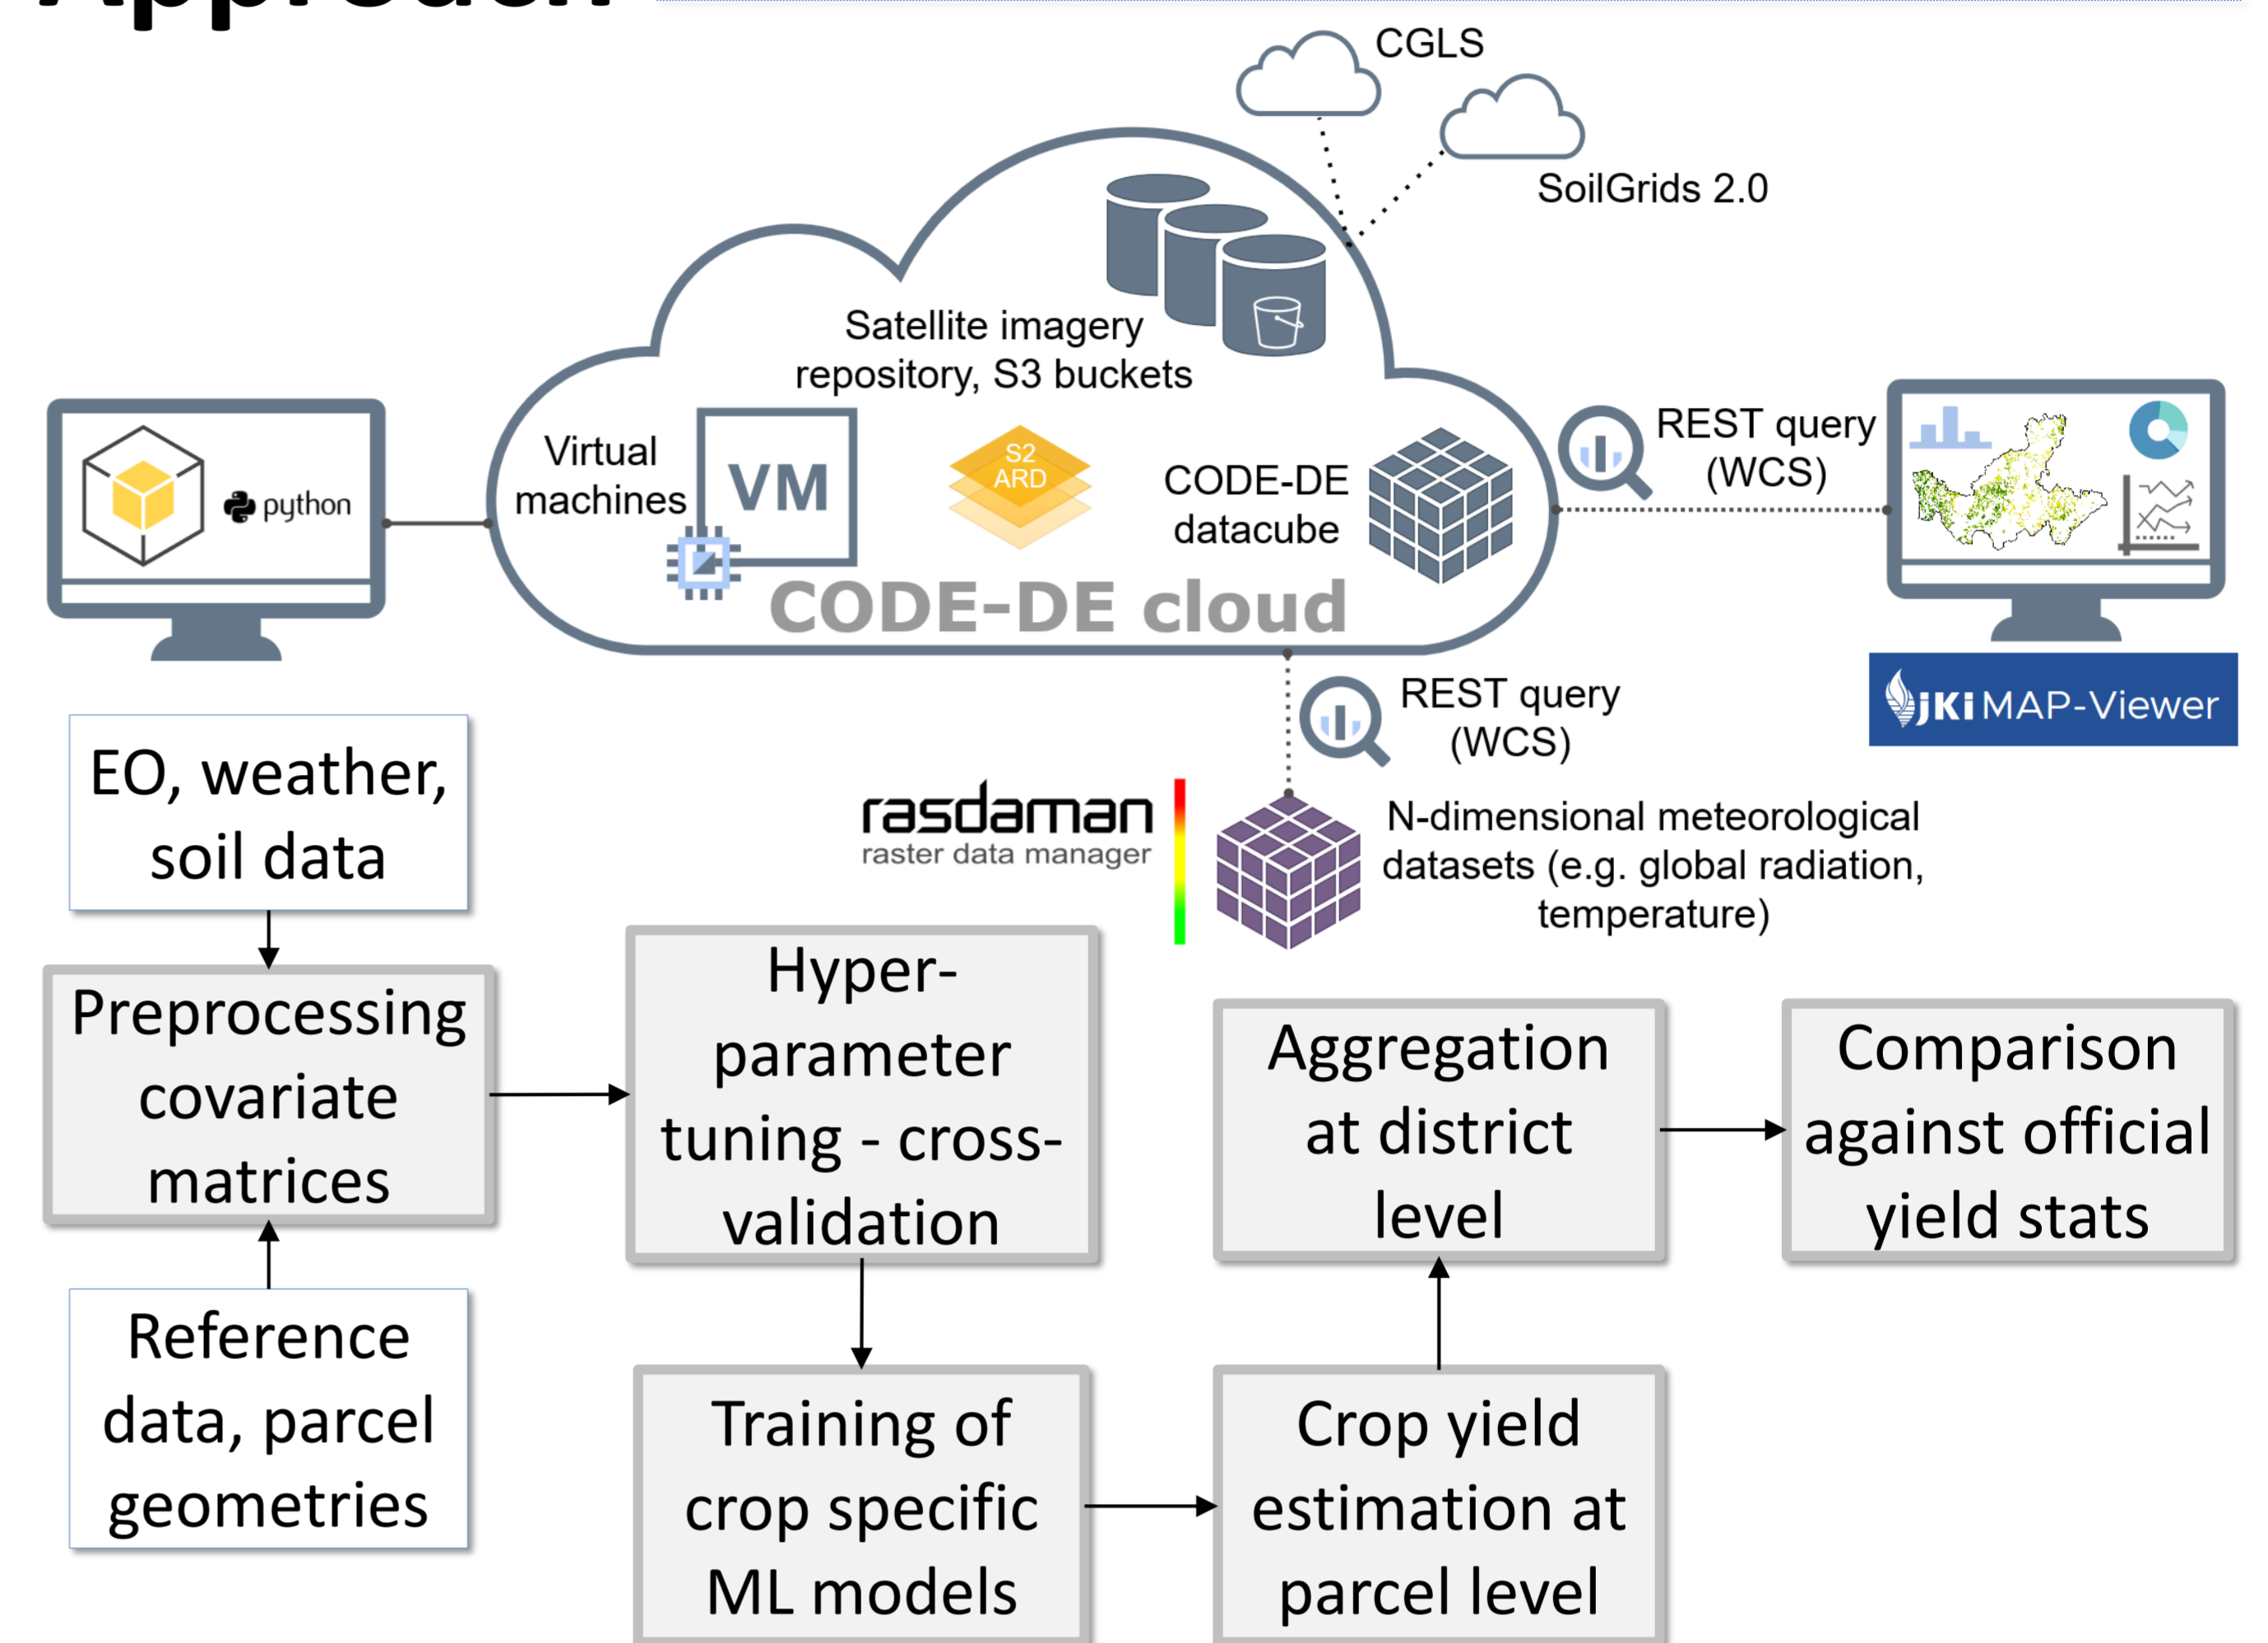 Approach
CGLS
SoilGrids 2.0
Satellite imagery
repository, S3 buckets
python
Virtual
machines
VM
S2
ARD
CODE-DE
datacube
CODE-DE cloud
REST query
(WCS)
JKi MAP-Viewer
REST query
(WCS)
rasdaman
raster data manager
N-dimensional meteorological
datasets (e.g. global radiation,
temperature)
EO, weather,
soil data
Preprocessing
covariate
matrices
Reference
data, parcel
geometries
Hyper-
parameter
tuning - cross-
validation
Training of
crop specific
ML models
Crop yield
estimation at
parcel level
Aggregation
at district
level
Comparison
against official
yield stats